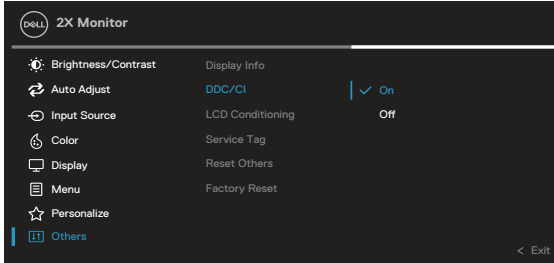 DELL 2X Monitor
Brightness/Contrast Display Info
Auto Adjust DDC/CI On
Input Source LCD Conditioning Off
Color Service Tag
Display Reset Others
Menu Factory Reset
Personalize
Others
< Exit